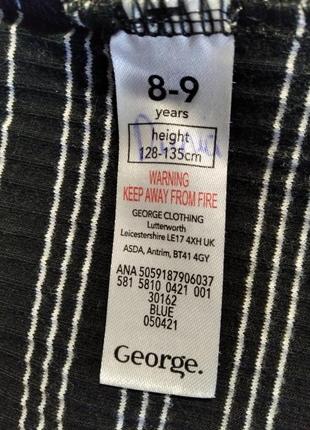 8-9
years
height
128-135cm
WARNING
KEEP AWAY FROM FIRE
GEORGE CLOTHING
Lutterworth
Leicestershire LE17 4XH UK
ASDA, Antrim, BT41 4GY
ANA 5059187906037
581 5810 0421 001
30162
BLUE
050421
George.